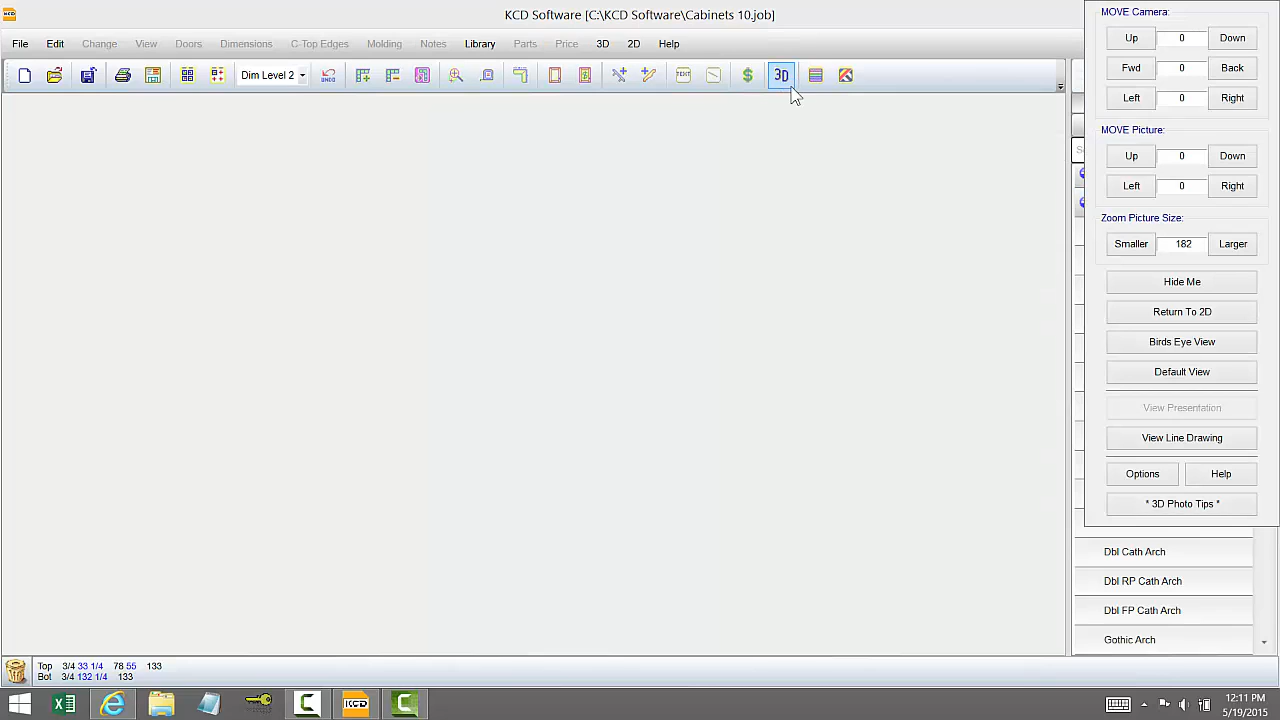 KCD Software [C:\KCD Software\Cabinets 10.job]
File Edit Change View Doors Dimensions C Top Edges Molding Notes Library Parts Price 3D 2D Help
Dim Level 2 UNDO TEXT $ 3D
MOVE Camera:
Up 0 Down
Fwd 0 Back
Left 0 Right
MOVE Picture:
Up 0 Down
Left 0 Right
Zoom Picture Size:
Smaller 182 Larger
Hide Me
Return To 2D
Birds Eye View
Default View
View Presentation
View Line Drawing
Options Help
* 3D Photo Tips *
Dbl Cath Arch
Dbl RP Cath Arch
Dbl FP Cath Arch
Gothic Arch
Top 3/4 33 1/4 78 55 133
Bot 3/4 132 1/4 133
12:11 PM
5/19/2015